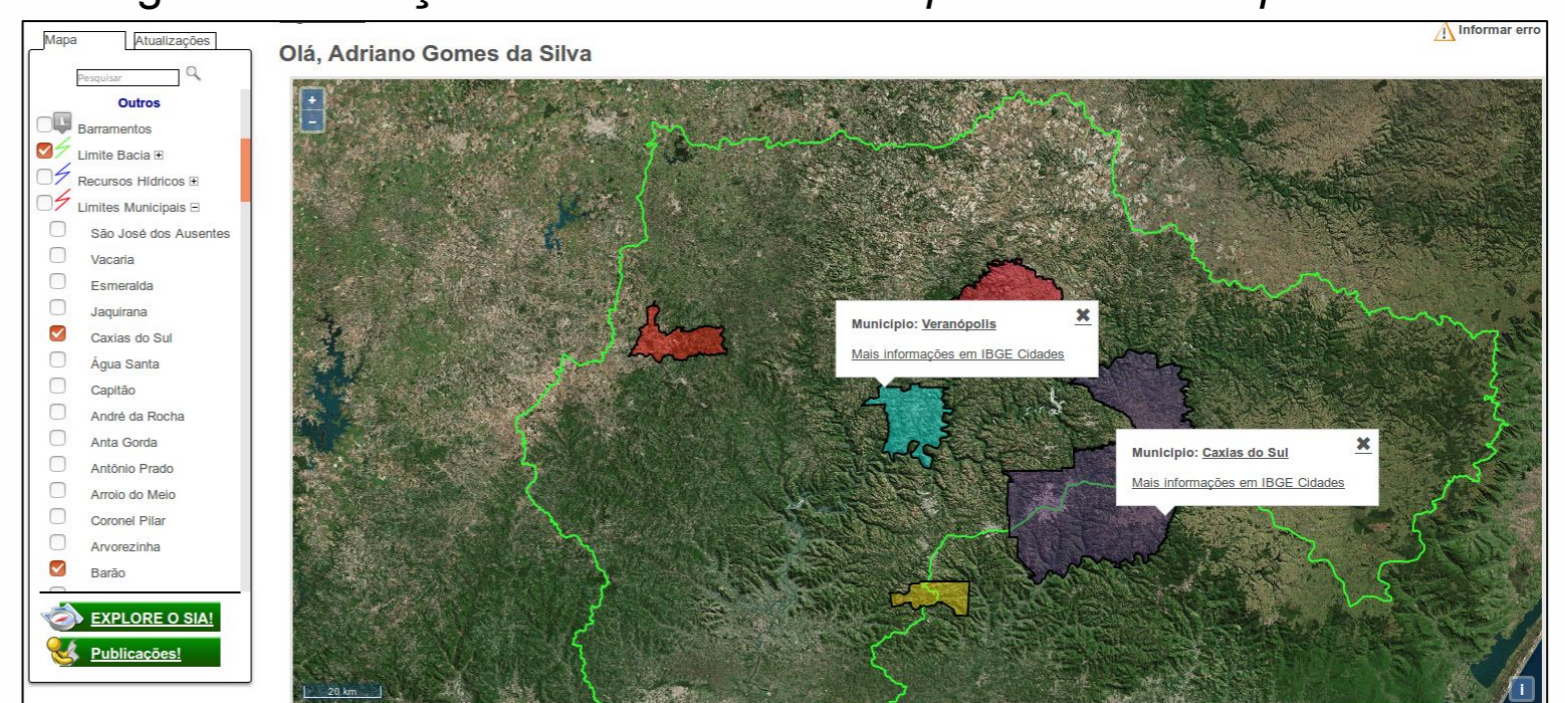 Mapa
Atualizações
Informar erro
Olá, Adriano Gomes da Silva
Pesquisar
Outros
Barramentos
Limite Bacia
Recursos Hídricos
Limites Municipais
São José dos Ausentes
Vacaria
Esmeralda
Jaquirana
Caxias do Sul
Água Santa
Capitão
André da Rocha
Anta Gorda
Antônio Prado
Arroio do Meio
Coronel Pilar
Arvorezinha
Barão
EXPLORE O SIA!
Publicações!
+
−
Município: Veranópolis
Mais informações em IBGE Cidades
Município: Caxias do Sul
Mais informações em IBGE Cidades
20 km
i